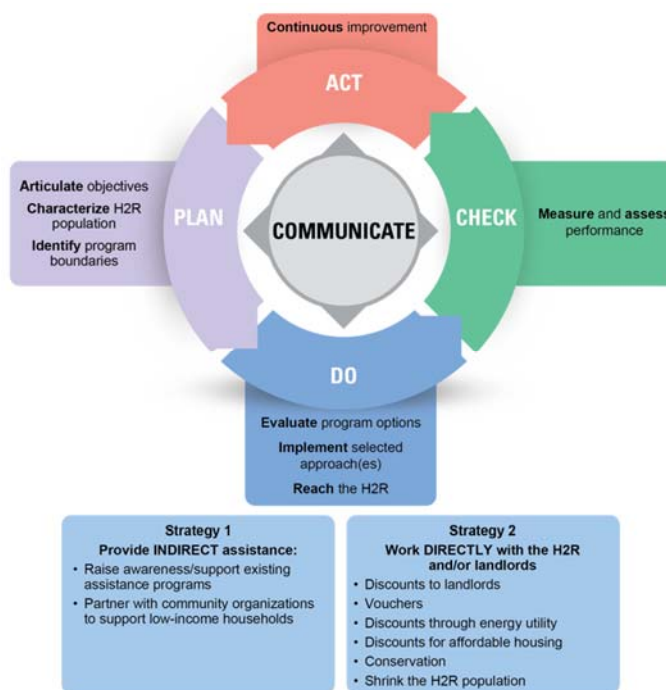 Continuous improvement
ACT
Articulate objectives
Characterize H2R
population
Identify program
boundaries
PLAN
COMMUNICATE
CHECK
Measure and assess
performance
DO
Evaluate program options
Implement selected
approach(es)
Reach the H2R
Strategy 1
Provide INDIRECT assistance:
• Raise awareness/support existing
assistance programs
• Partner with community organizations
to support low-income households
Strategy 2
Work DIRECTLY with the H2R
and/or landlords
• Discounts to landlords
• Vouchers
• Discounts through energy utility
• Discounts for affordable housing
• Conservation
• Shrink the H2R population